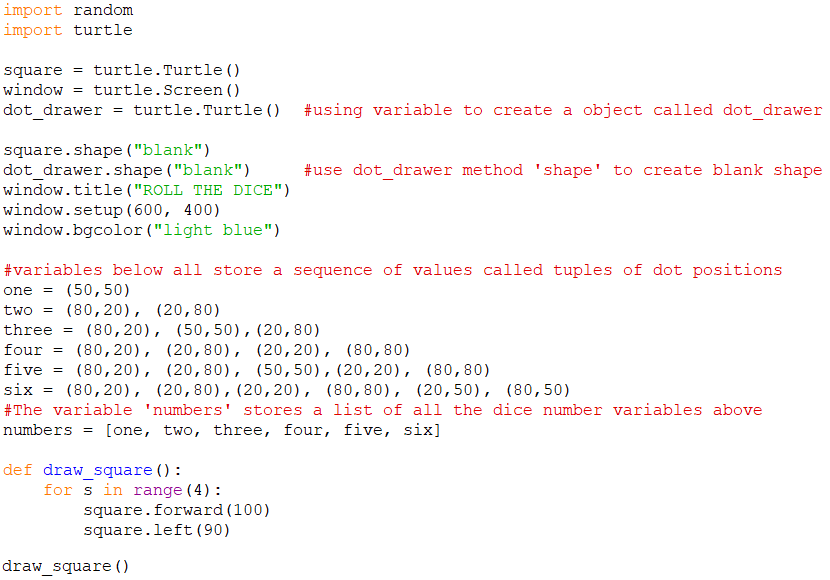 import random
import turtle

square = turtle.Turtle()
window = turtle.Screen()
dot_drawer = turtle.Turtle()  #using variable to create a object called dot_drawer

square.shape("blank")
dot_drawer.shape("blank")     #use dot_drawer method 'shape' to create blank shape
window.title("ROLL THE DICE")
window.setup(600, 400)
window.bgcolor("light blue")

#variables below all store a sequence of values called tuples of dot positions
one = (50,50)
two = (80,20), (20,80)
three = (80,20), (50,50),(20,80)
four = (80,20), (20,80), (20,20), (80,80)
five = (80,20), (20,80), (50,50),(20,20), (80,80)
six = (80,20), (20,80),(20,20), (80,80), (20,50), (80,50)
#The variable 'numbers' stores a list of all the dice number variables above
numbers = [one, two, three, four, five, six]

def draw_square():
    for s in range(4):
        square.forward(100)
        square.left(90)

draw_square()